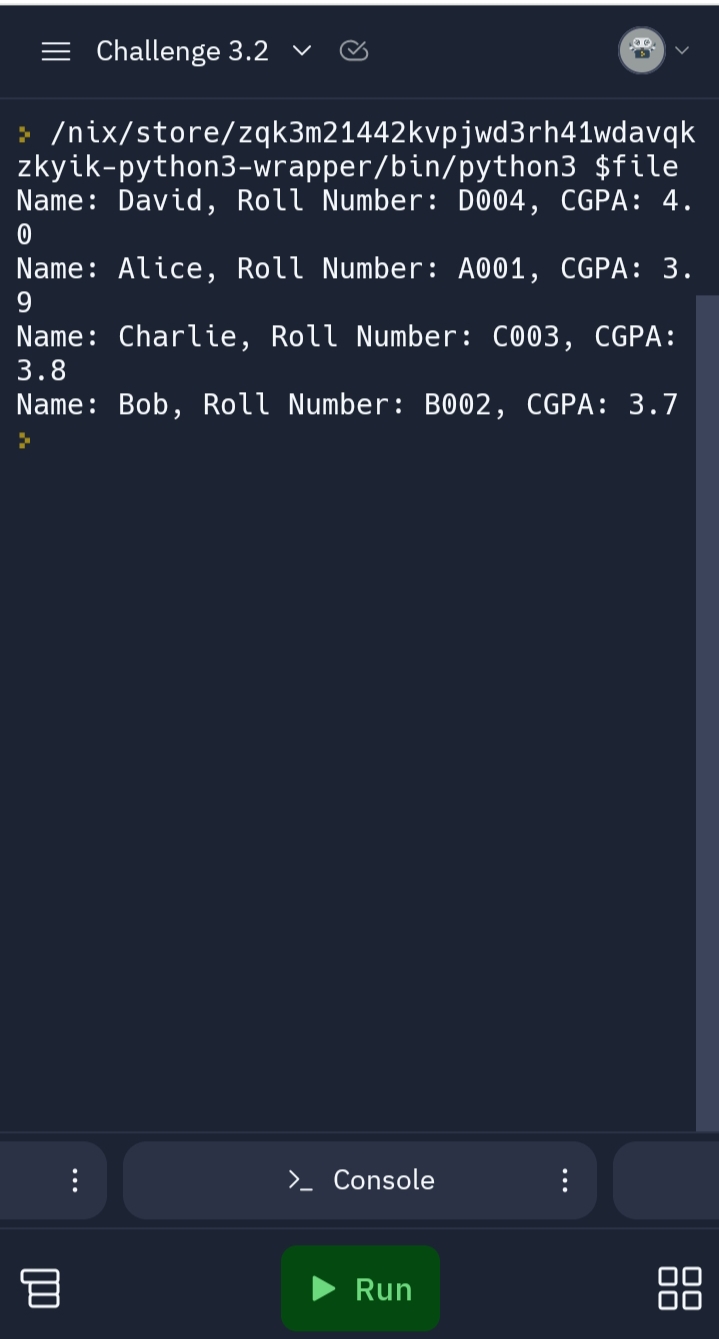 Challenge 3.2
/nix/store/zqk3m21442kvpjwd3rh41wdavqk
zkyik-python3-wrapper/bin/python3 $file
Name: David, Roll Number: D004, CGPA: 4.
0
Name: Alice, Roll Number: A001, CGPA: 3.
9
Name: Charlie, Roll Number: C003, CGPA:
3.8
Name: Bob, Roll Number: B002, CGPA: 3.7
Console
Run